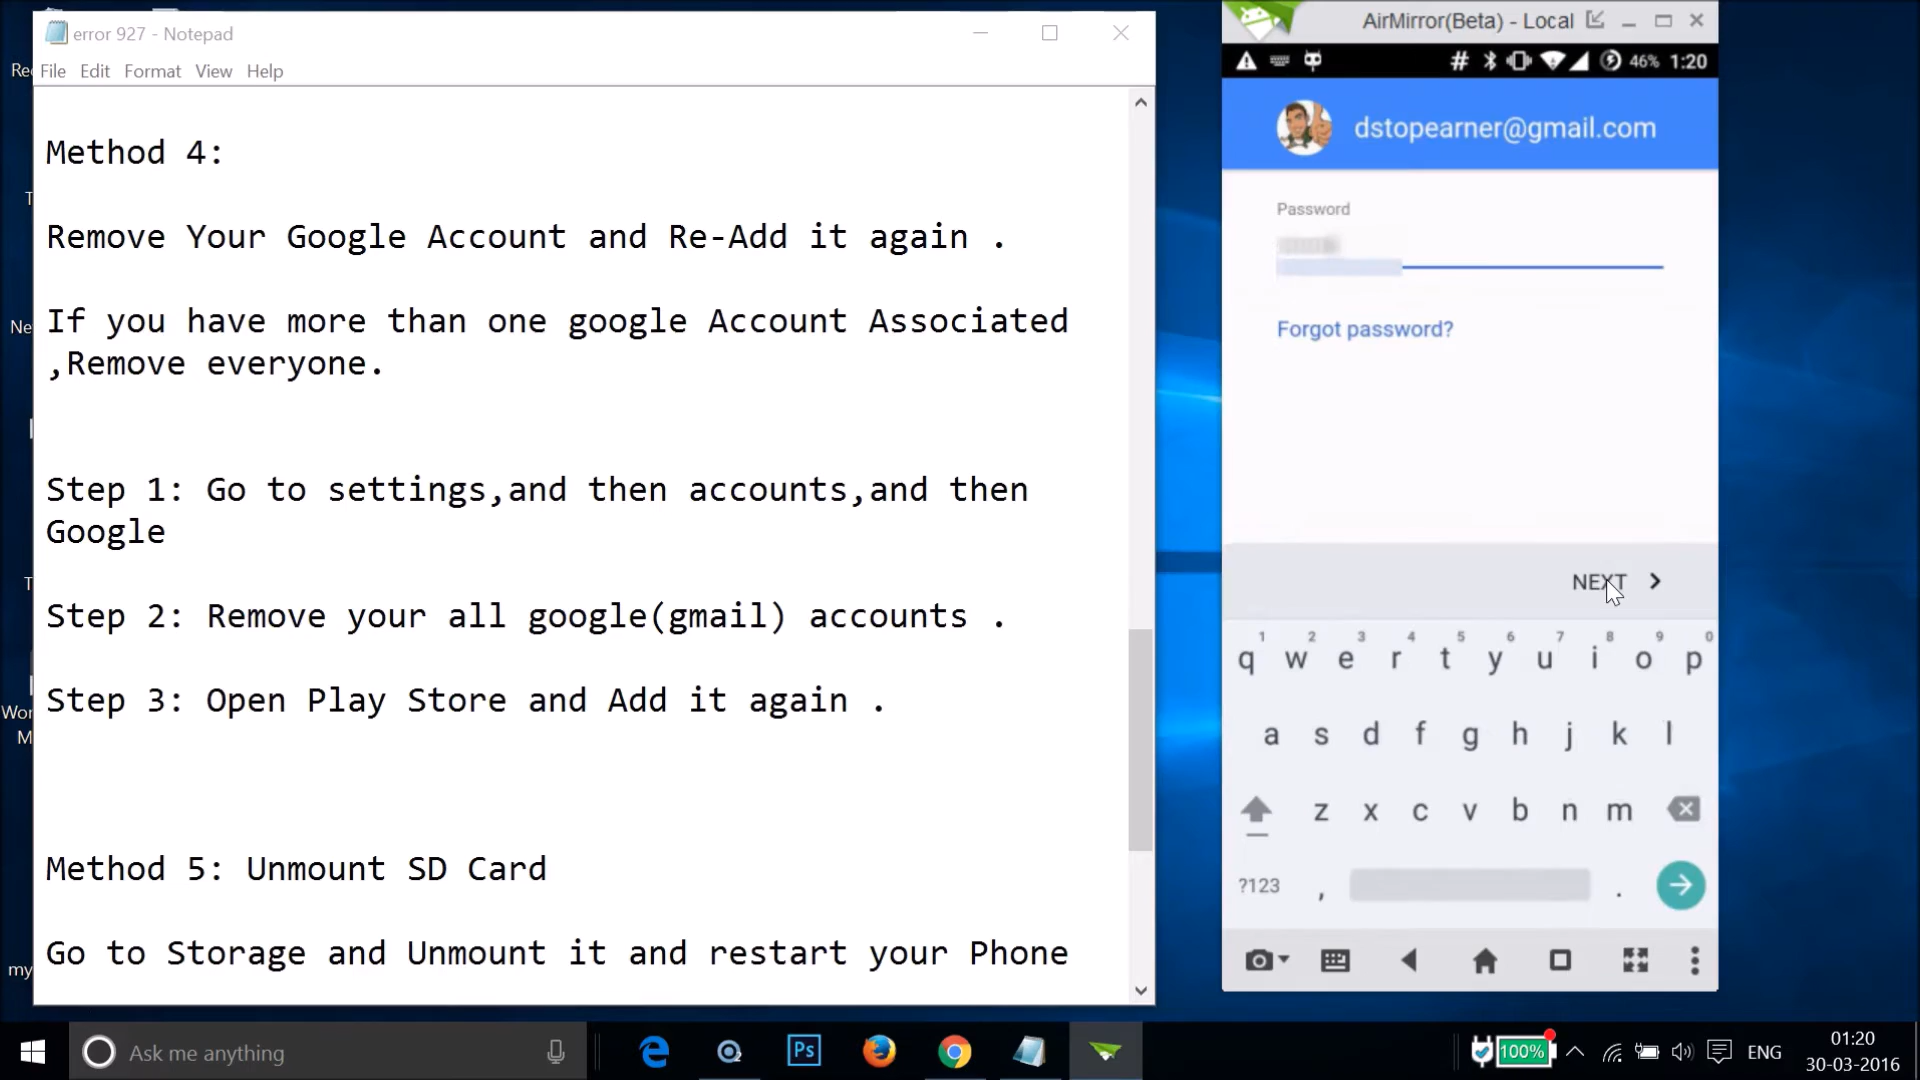 error 927 - Notepad
File Edit Format View Help
Method 4:
Remove Your Google Account and Re-Add it again .
If you have more than one google Account Associated
,Remove everyone.
Step 1: Go to settings,and then accounts,and then
Google
Step 2: Remove your all google(gmail) accounts .
Step 3: Open Play Store and Add it again .
Method 5: Unmount SD Card
Go to Storage and Unmount it and restart your Phone
AirMirror(Beta) - Local
46% 1:20
dstopearner@gmail.com
Password
Forgot password?
NEXT
1 2 3 4 5 6 7 8 9 0
q w e r t y u i o p
a s d f g h j k l
z x c v b n m
?123 , .
Ask me anything
Ps
100%
ENG
01:20
30-03-2016